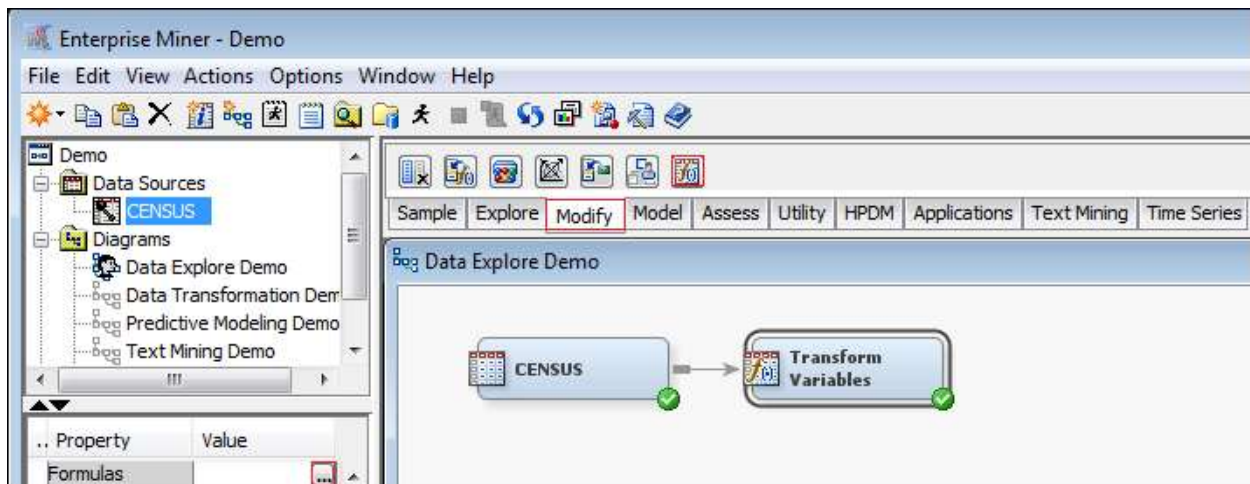 Enterprise Miner - Demo
File Edit View Actions Options Window Help
Demo
Data Sources
CENSUS
Diagrams
Data Explore Demo
Data Transformation Dem
Predictive Modeling Demo
Text Mining Demo
.. Property Value
Formulas ...
Sample Explore Modify Model Assess Utility HPDM Applications Text Mining Time Series
Data Explore Demo
CENSUS
Transform
Variables